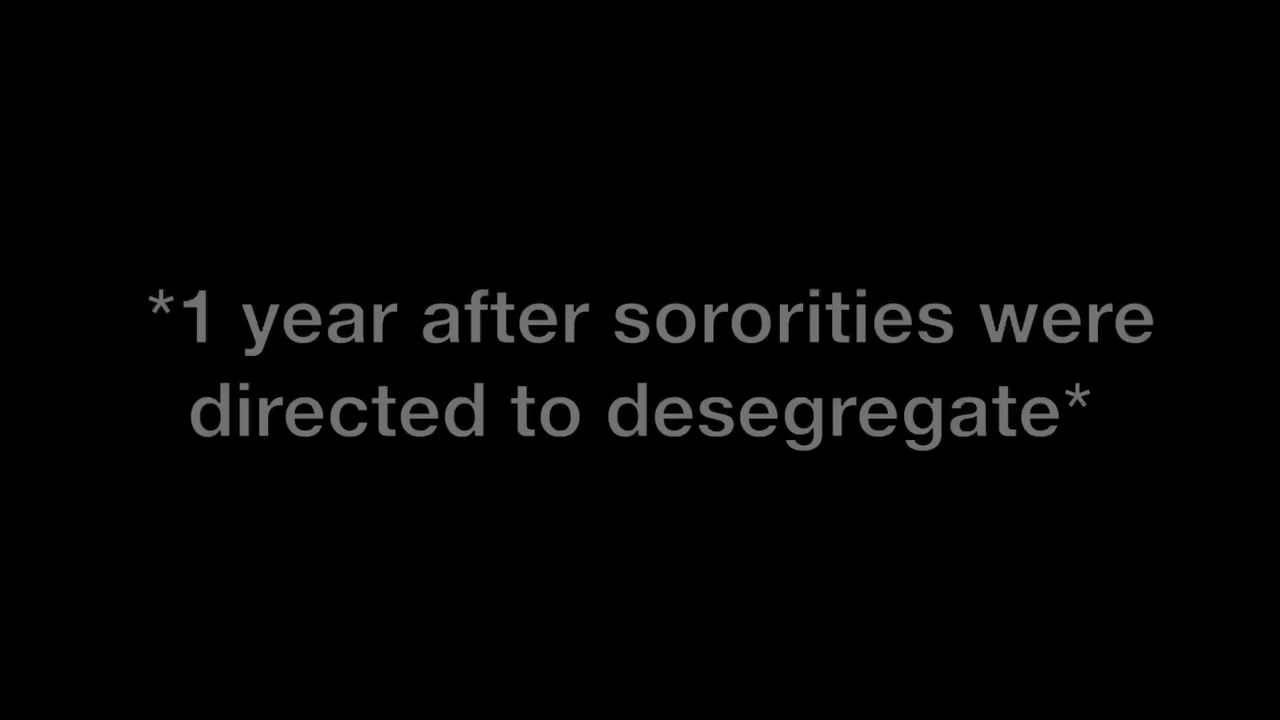 *1 year after sororities were
directed to desegregate*